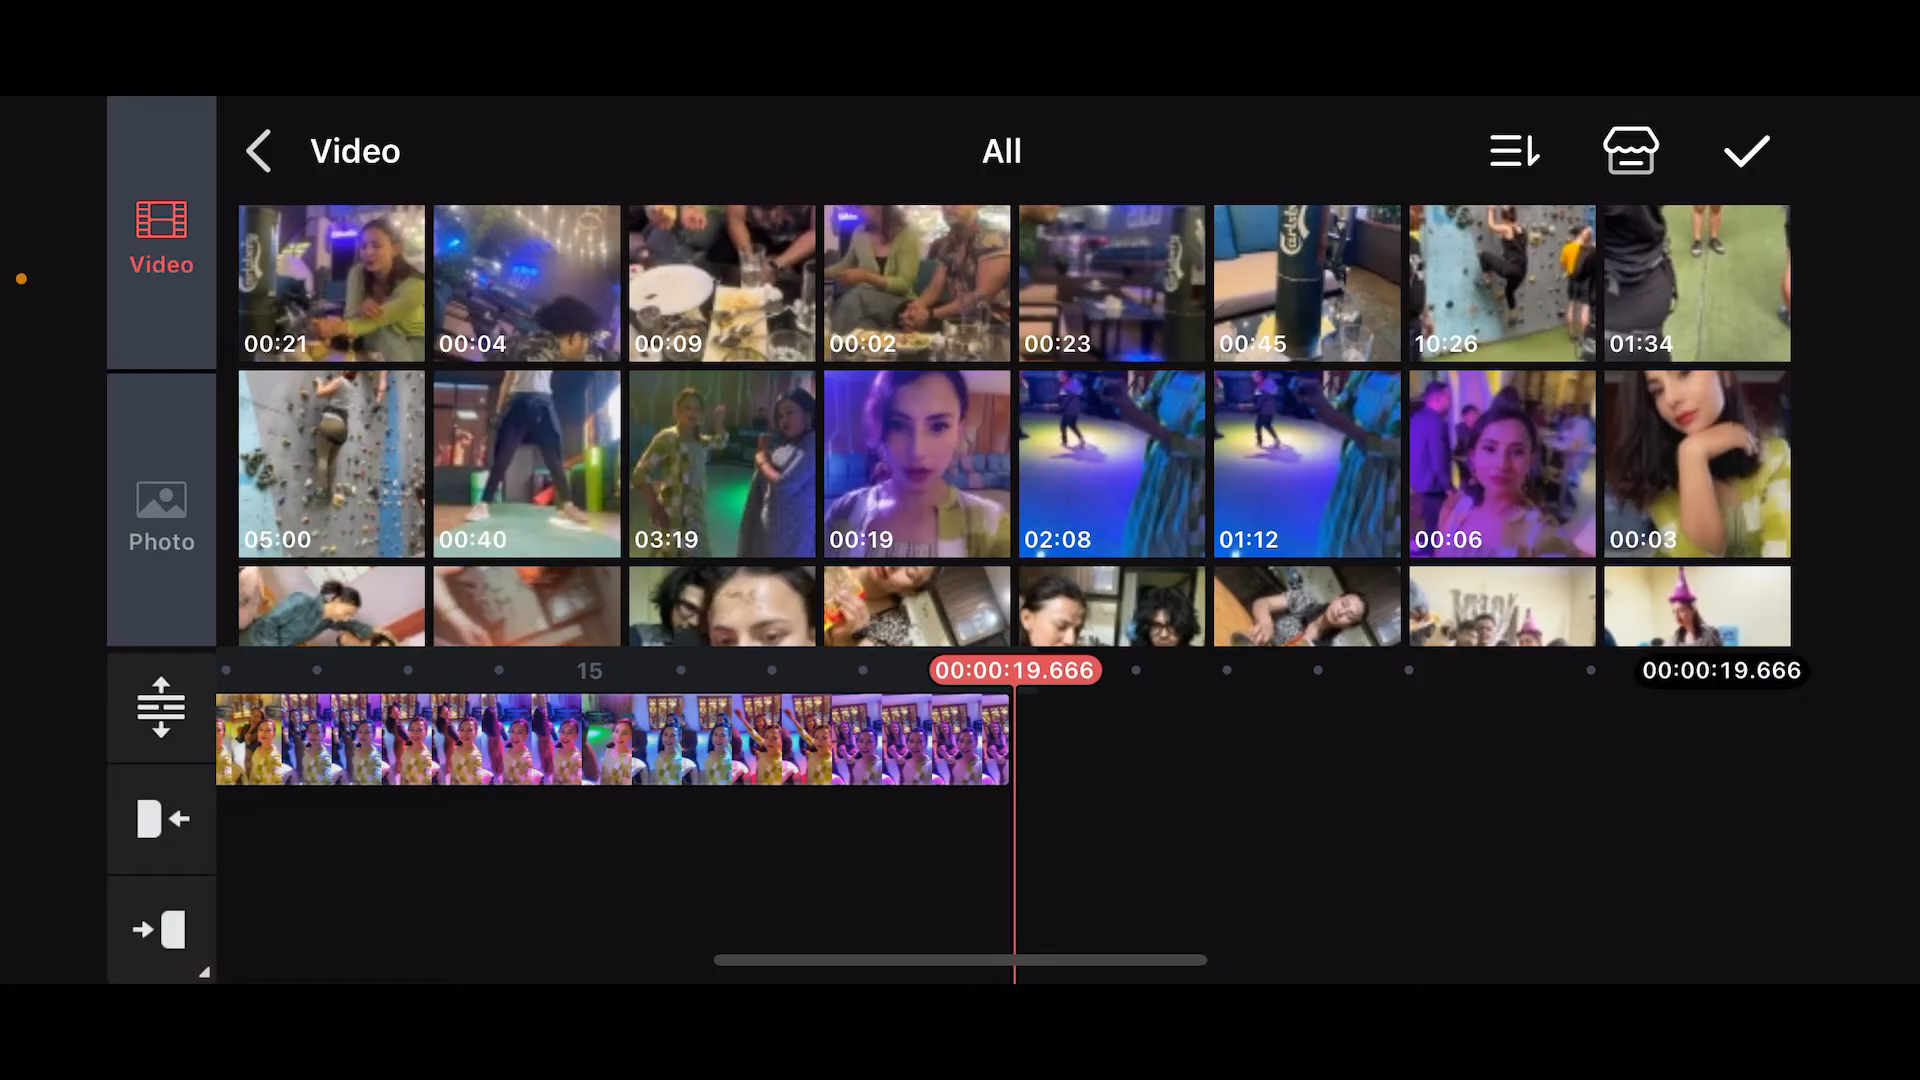 Video All
Video
Photo
00:21 00:04 00:09 00:02 00:23 00:45 10:26 01:34
Carlsberg
05:00 00:40 03:19 00:19 02:08 01:12 00:06 00:03
15 00:00:19.666 00:00:19.666